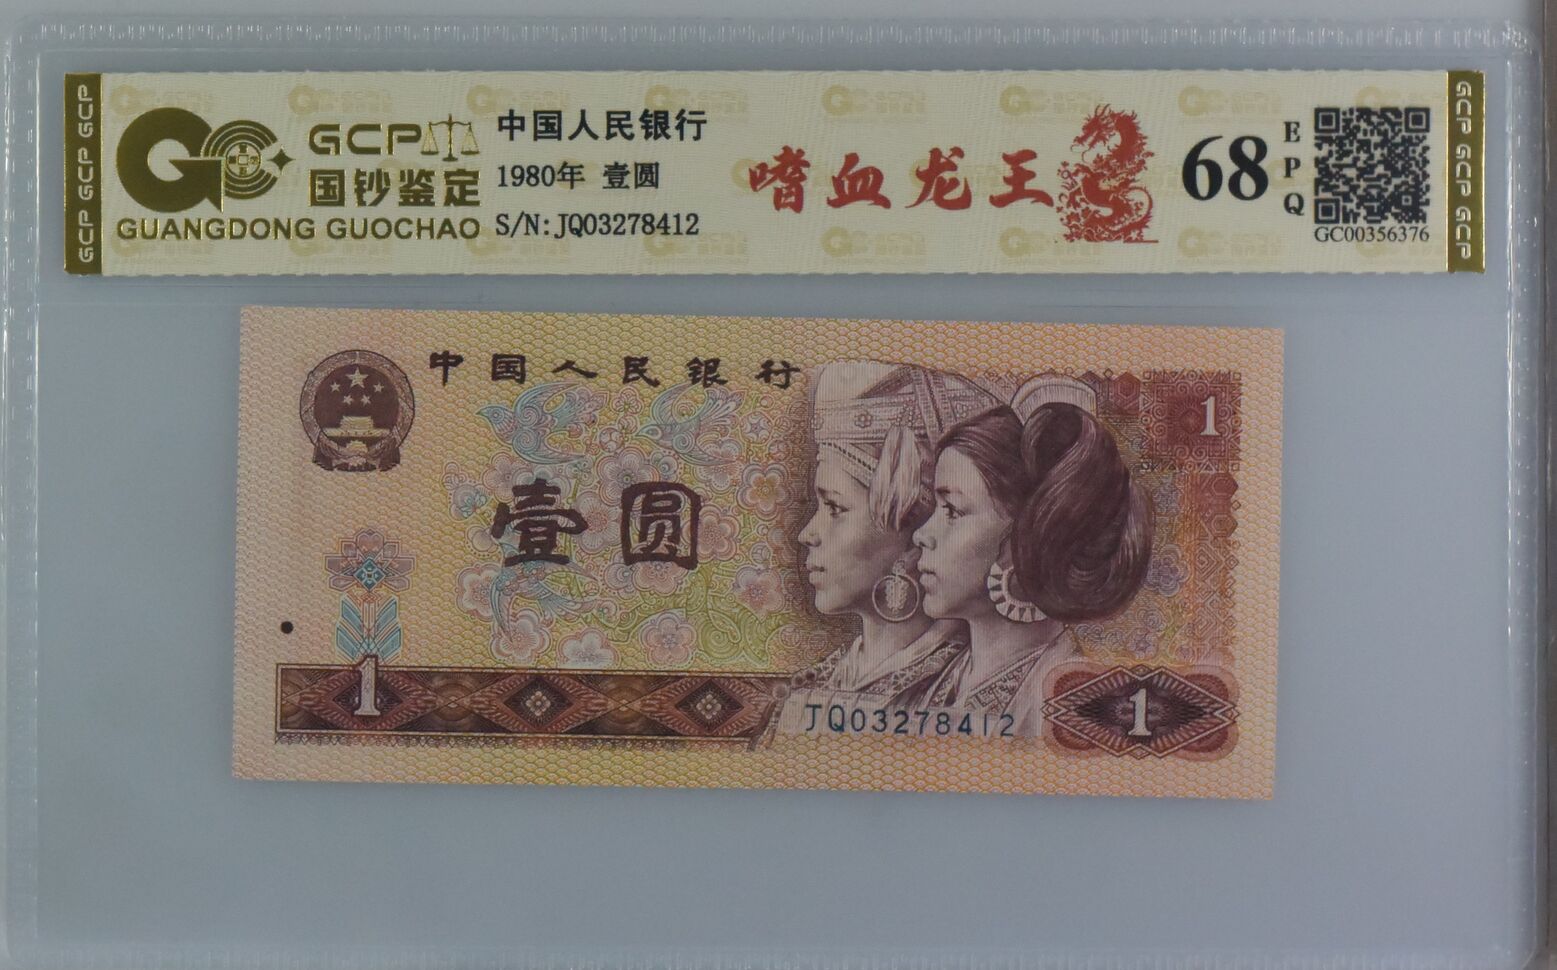 GCP GCP GCP
GCP
国钞鉴定
GUANGDONG GUOCHAO
中国人民银行
1980年 壹圆
S/N:JQ03278412
嗜血龙王
68
EPQ
GC00356376
GCP GCP GCP
中国人民银行
1
壹圆
1
JQ03278412
1